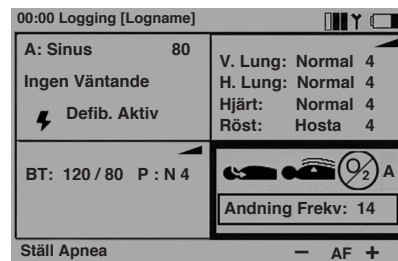 00:00 Logging [Logname]
A: Sinus 80
Ingen Väntande
Defib. Aktiv
V. Lung: Normal 4
H. Lung: Normal 4
Hjärt: Normal 4
Röst: Hosta 4
BT: 120 / 80 P : N 4
O2 A
Andning Frekv: 14
Ställ Apnea − AF +